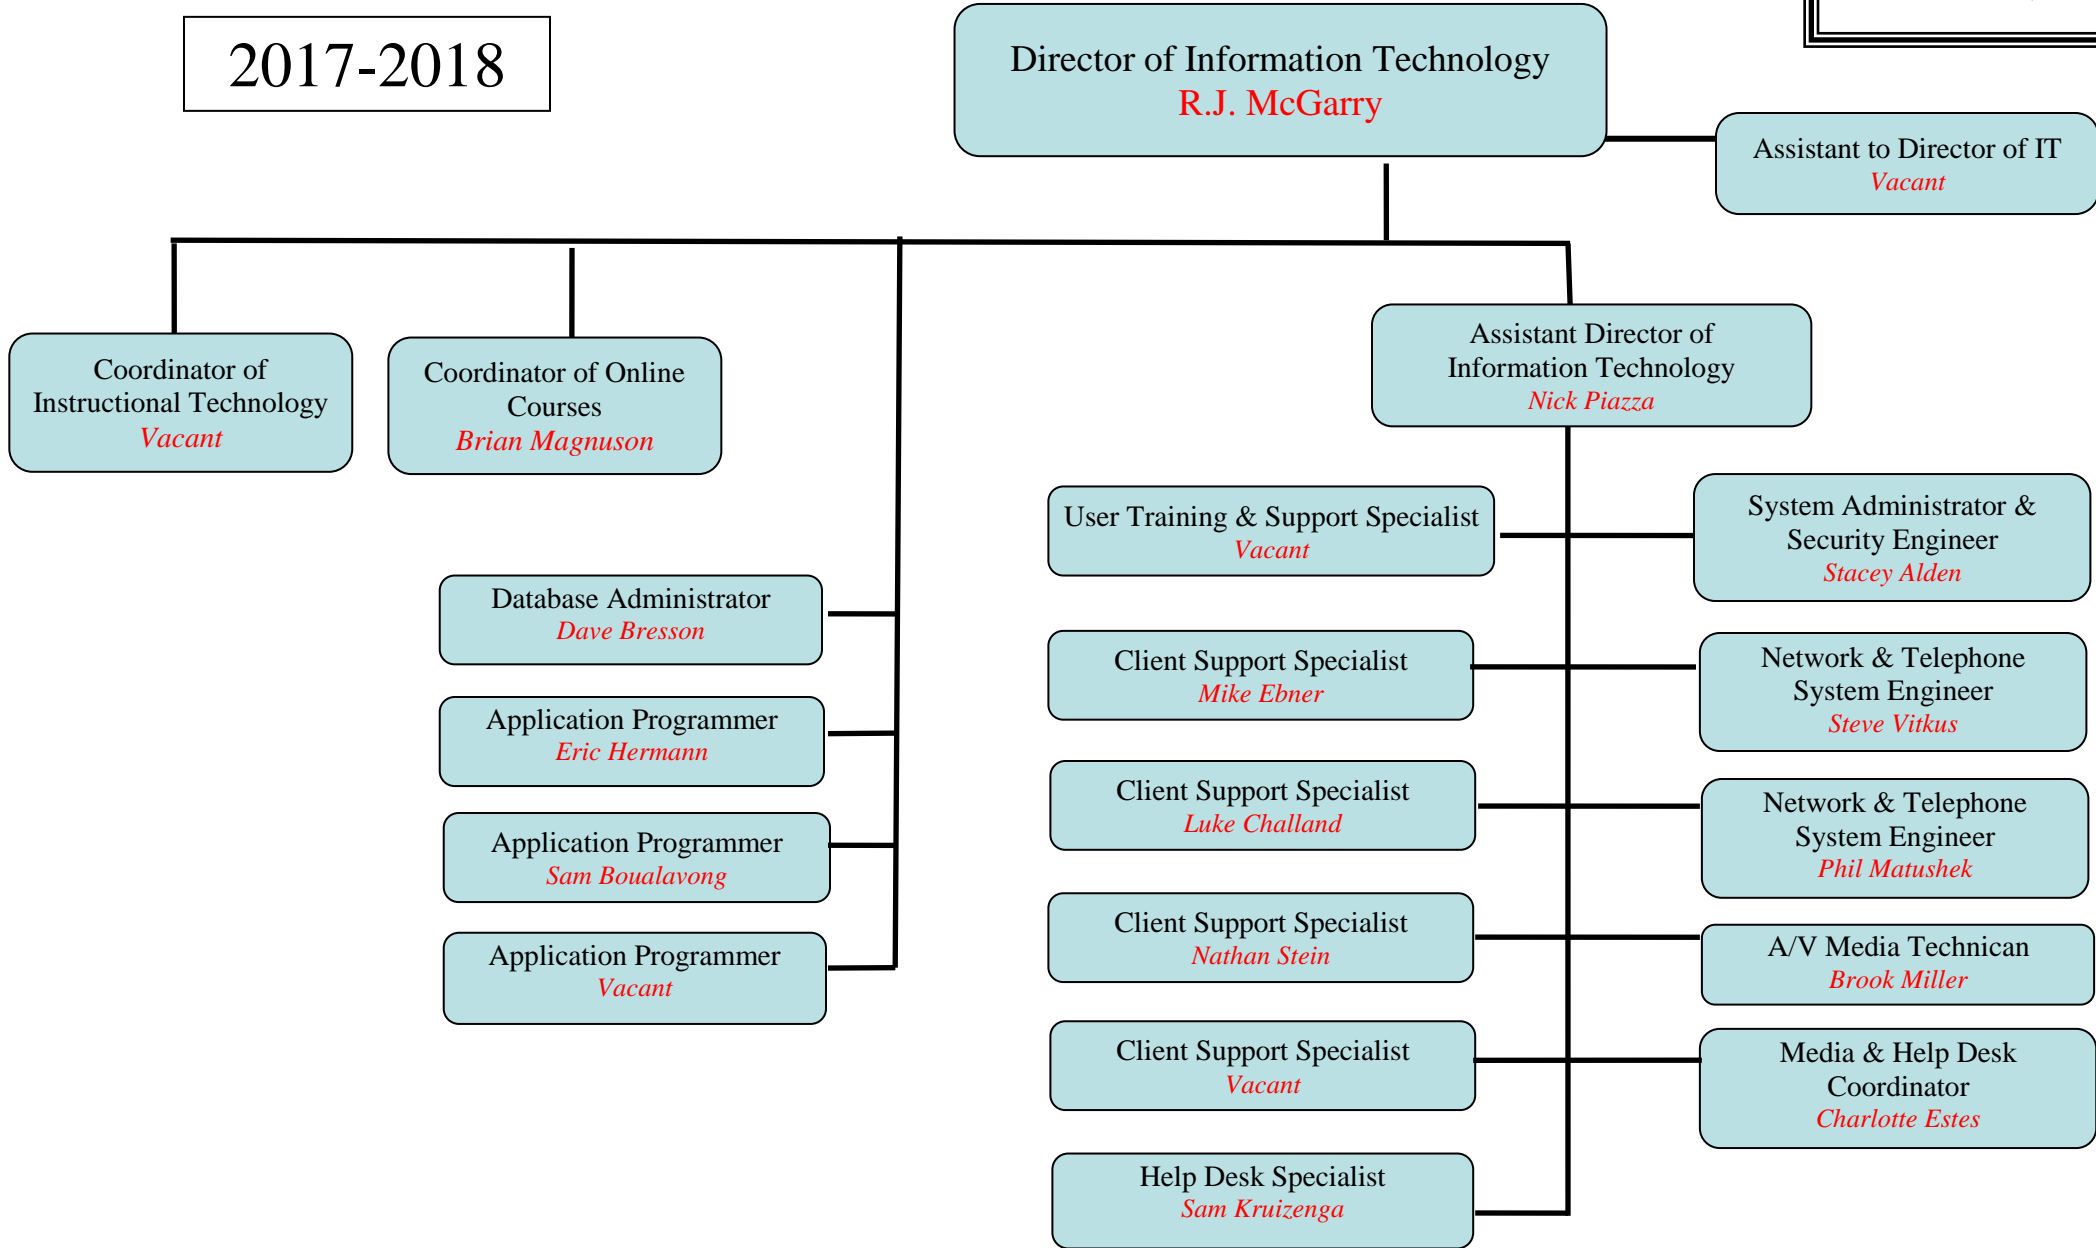 2017-2018
Director of Information Technology
R.J. McGarry
Assistant to Director of IT
Vacant
Coordinator of
Instructional Technology
Vacant
Coordinator of Online
Courses
Brian Magnuson
Assistant Director of
Information Technology
Nick Piazza
Database Administrator
Dave Bresson
Application Programmer
Eric Hermann
Application Programmer
Sam Boualavong
Application Programmer
Vacant
User Training & Support Specialist
Vacant
System Administrator &
Security Engineer
Stacey Alden
Client Support Specialist
Mike Ebner
Network & Telephone
System Engineer
Steve Vitkus
Client Support Specialist
Luke Challand
Network & Telephone
System Engineer
Phil Matushek
Client Support Specialist
Nathan Stein
A/V Media Technican
Brook Miller
Client Support Specialist
Vacant
Media & Help Desk
Coordinator
Charlotte Estes
Help Desk Specialist
Sam Kruizenga